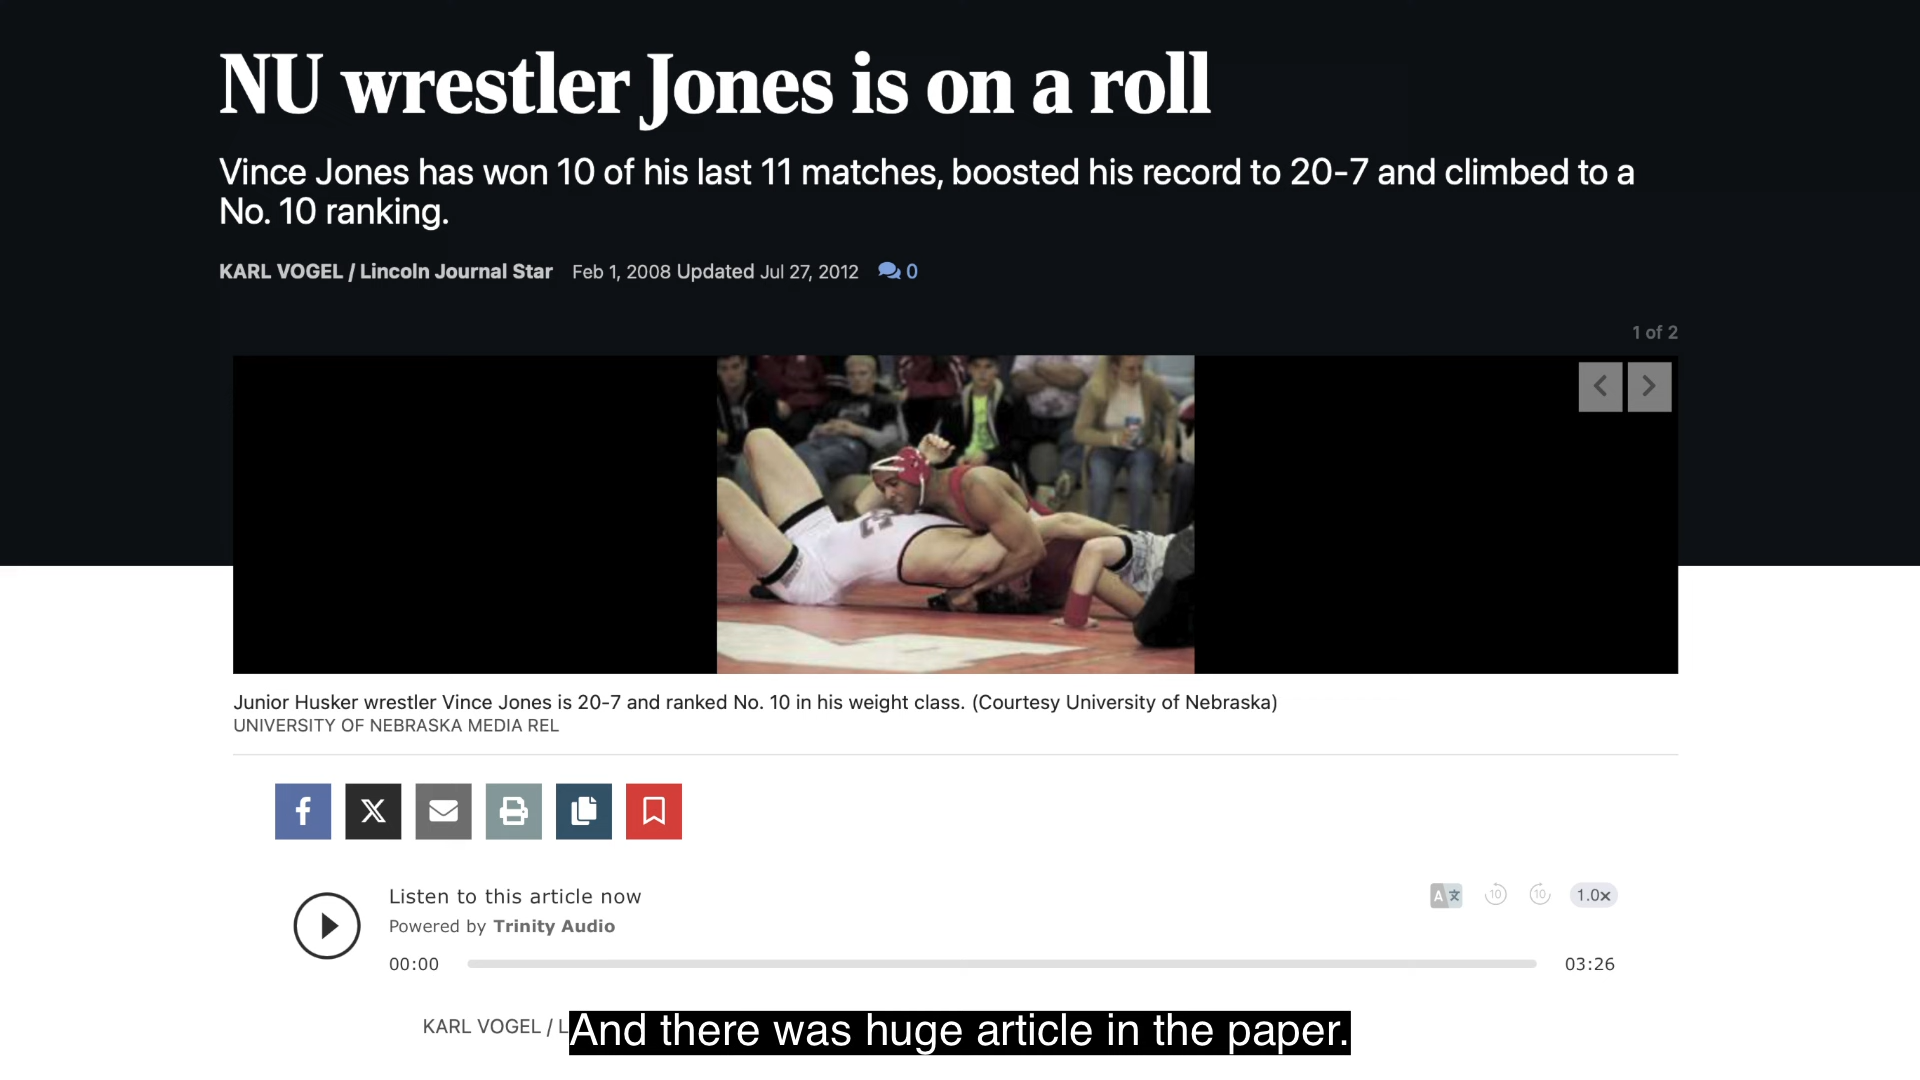 NU wrestler Jones is on a roll
Vince Jones has won 10 of his last 11 matches, boosted his record to 20-7 and climbed to a
No. 10 ranking.
KARL VOGEL / Lincoln Journal Star Feb 1, 2008 Updated Jul 27, 2012 0
1 of 2
Junior Husker wrestler Vince Jones is 20-7 and ranked No. 10 in his weight class. (Courtesy University of Nebraska)
UNIVERSITY OF NEBRASKA MEDIA REL
Listen to this article now
A文 10 10 1.0x
Powered by Trinity Audio
00:00 03:26
KARL VOGEL / L
And there was huge article in the paper.